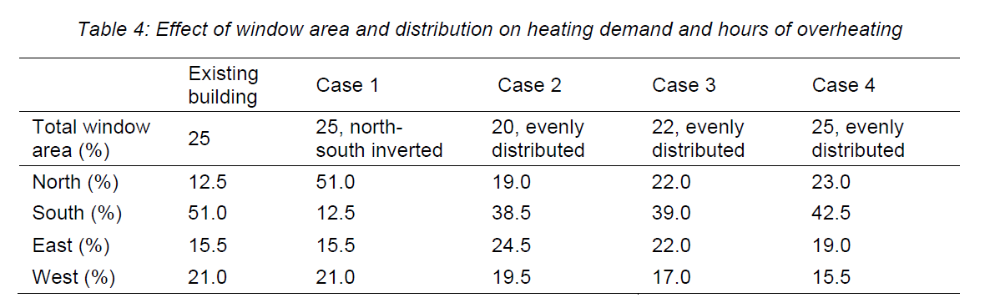 Table 4: Effect of window area and distribution on heating demand and hours of overheating
Existing building Case 1 Case 2 Case 3 Case 4
Total window area (%) 25 25, north-south inverted 20, evenly distributed 22, evenly distributed 25, evenly distributed
North (%) 12.5 51.0 19.0 22.0 23.0
South (%) 51.0 12.5 38.5 39.0 42.5
East (%) 15.5 15.5 24.5 22.0 19.0
West (%) 21.0 21.0 19.5 17.0 15.5